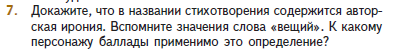 7. Докажите, что в названии стихотворения содержится автор-
ская ирония. Вспомните значения слова «вещий». К какому
персонажу баллады применимо это определение?